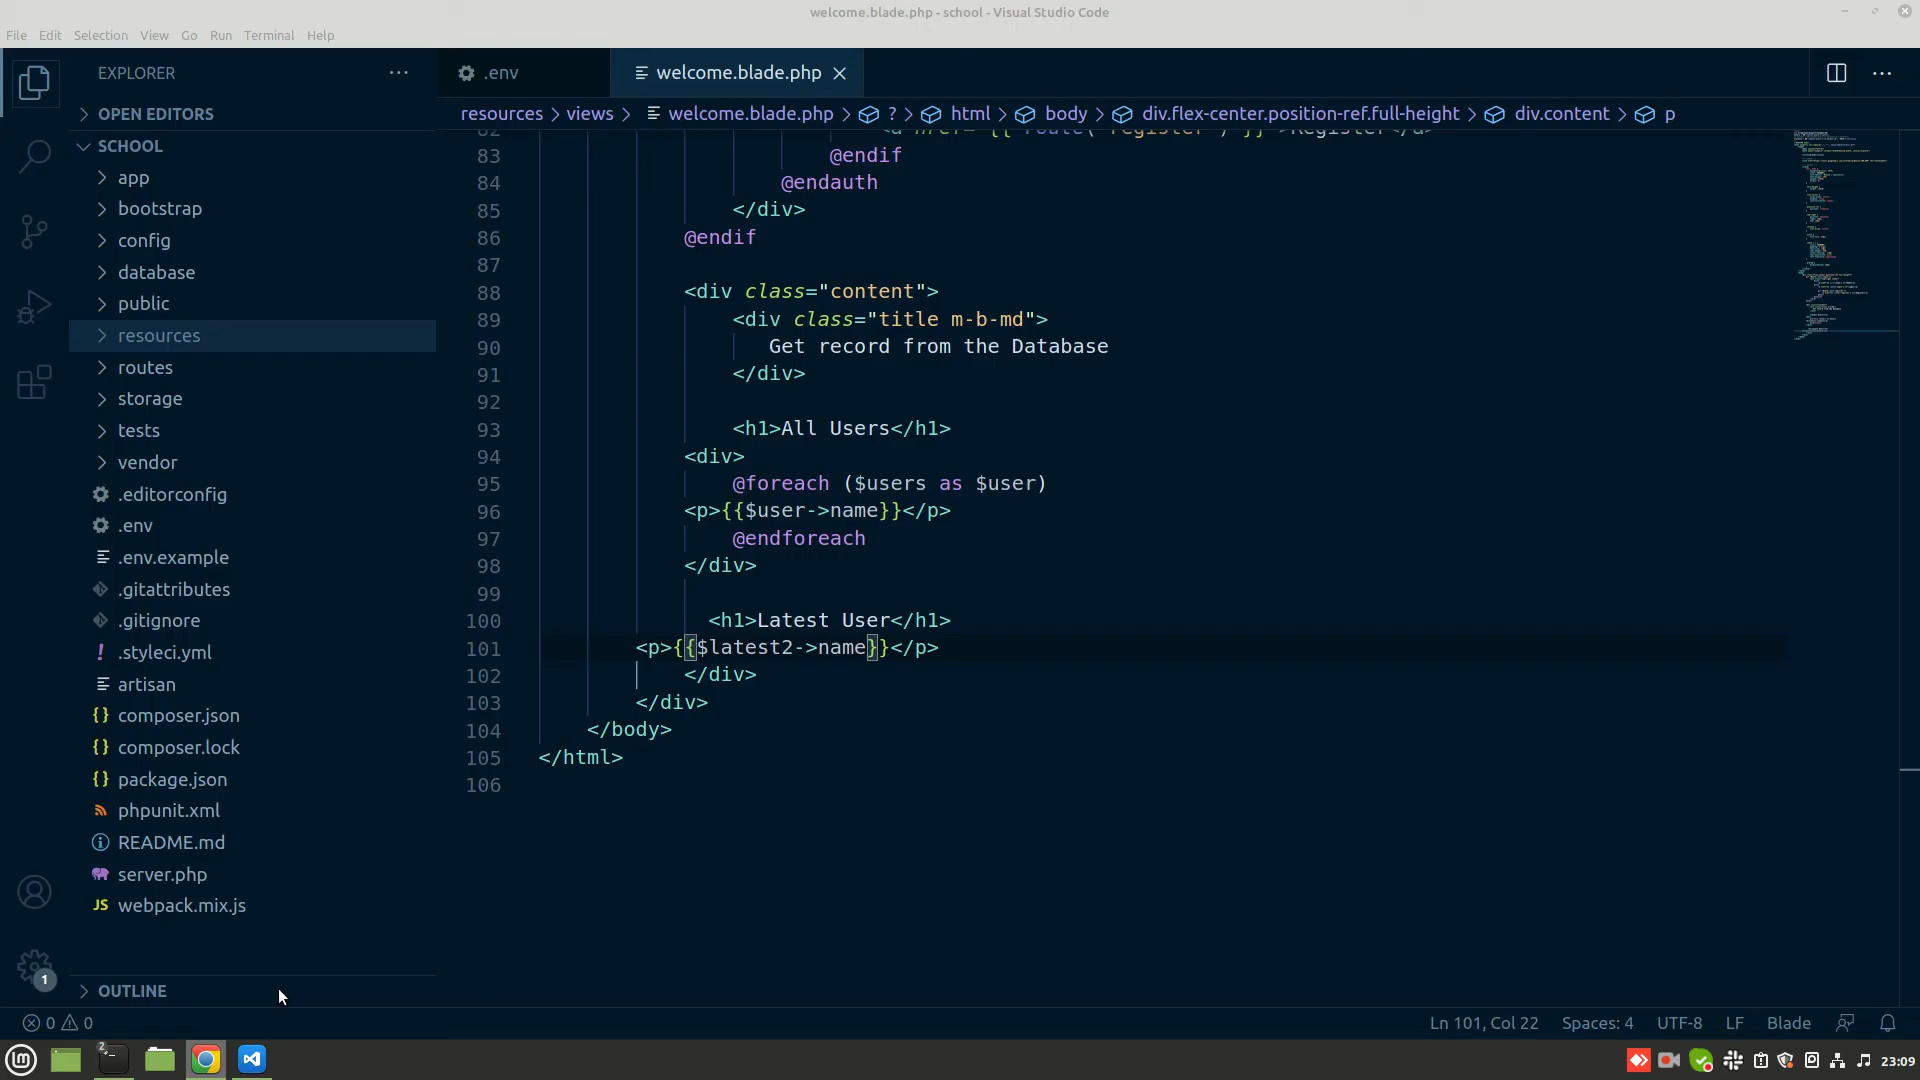 welcome.blade.php - school - Visual Studio Code
File Edit Selection View Go Run Terminal Help
EXPLORER
OPEN EDITORS
SCHOOL
app
bootstrap
config
database
public
resources
routes
storage
tests
vendor
.editorconfig
.env
.env.example
.gitattributes
.gitignore
.styleci.yml
artisan
composer.json
composer.lock
package.json
phpunit.xml
README.md
server.php
webpack.mix.js
OUTLINE
1
.env
welcome.blade.php
resources > views > welcome.blade.php > ? > html > body > div.flex-center.position-ref.full-height > div.content > p
82 <a href="{{ route('register') }}">Register</a>
83 @endif
84 @endauth
85 </div>
86 @endif
87
88 <div class="content">
89 <div class="title m-b-md">
90 Get record from the Database
91 </div>
92
93 <h1>All Users</h1>
94 <div>
95 @foreach ($users as $user)
96 <p>{{$user->name}}</p>
97 @endforeach
98 </div>
99
100 <h1>Latest User</h1>
101 <p>{{$latest2->name}}</p>
102 </div>
103 </div>
104 </body>
105 </html>
106
0 0
Ln 101, Col 22 Spaces: 4 UTF-8 LF Blade
2
23:09